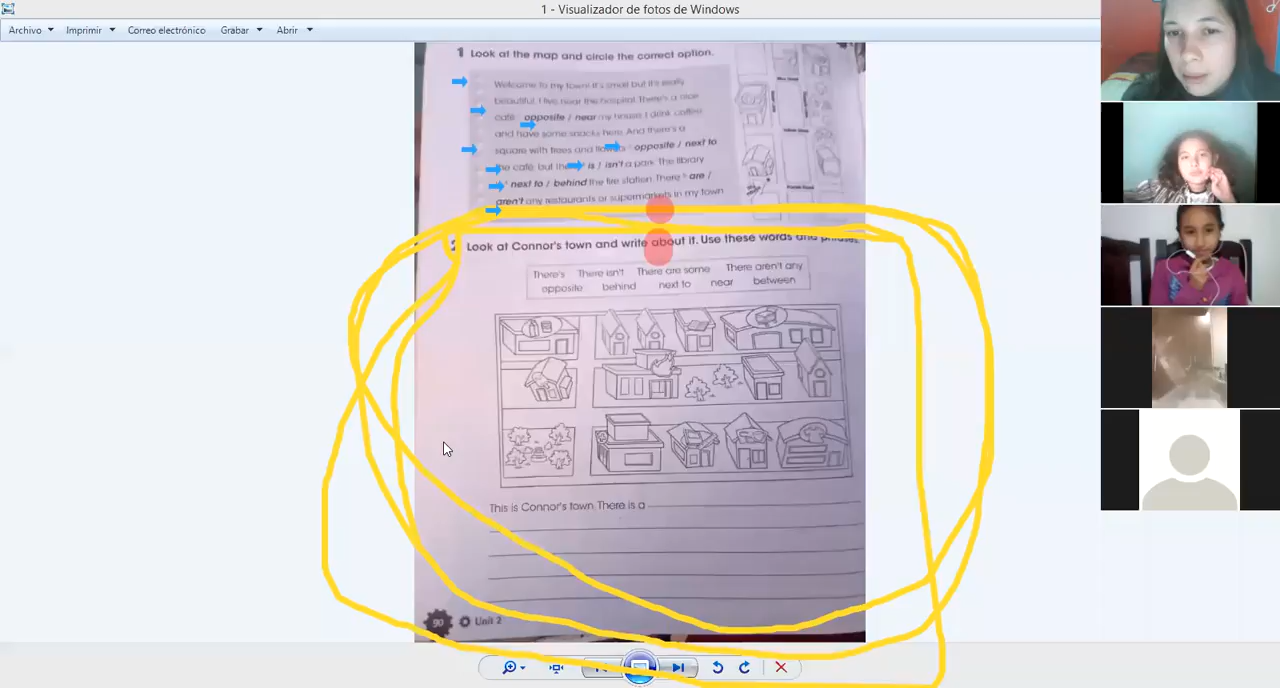 1 - Visualizador de fotos de Windows
Archivo Imprimir Correo electrónico Grabar Abrir
1 Look at the map and circle the correct option.
Welcome to my town! It's small but it's really
beautiful. I live near the hospital. There's a nice
café opposite / near my house. I drink coffee
and have some snacks here. And there's a
square with trees and opposite / next to
the café, but is / isn't a park. The library
next to / behind the fire station. There are /
aren't any restaurants or supermarkets in my town
Look at Connor's town and write about it. Use these words and phrases.
There's There isn't There are some There aren't any
opposite behind next to near between
This is Connor's town. There is a
90 Unit 2